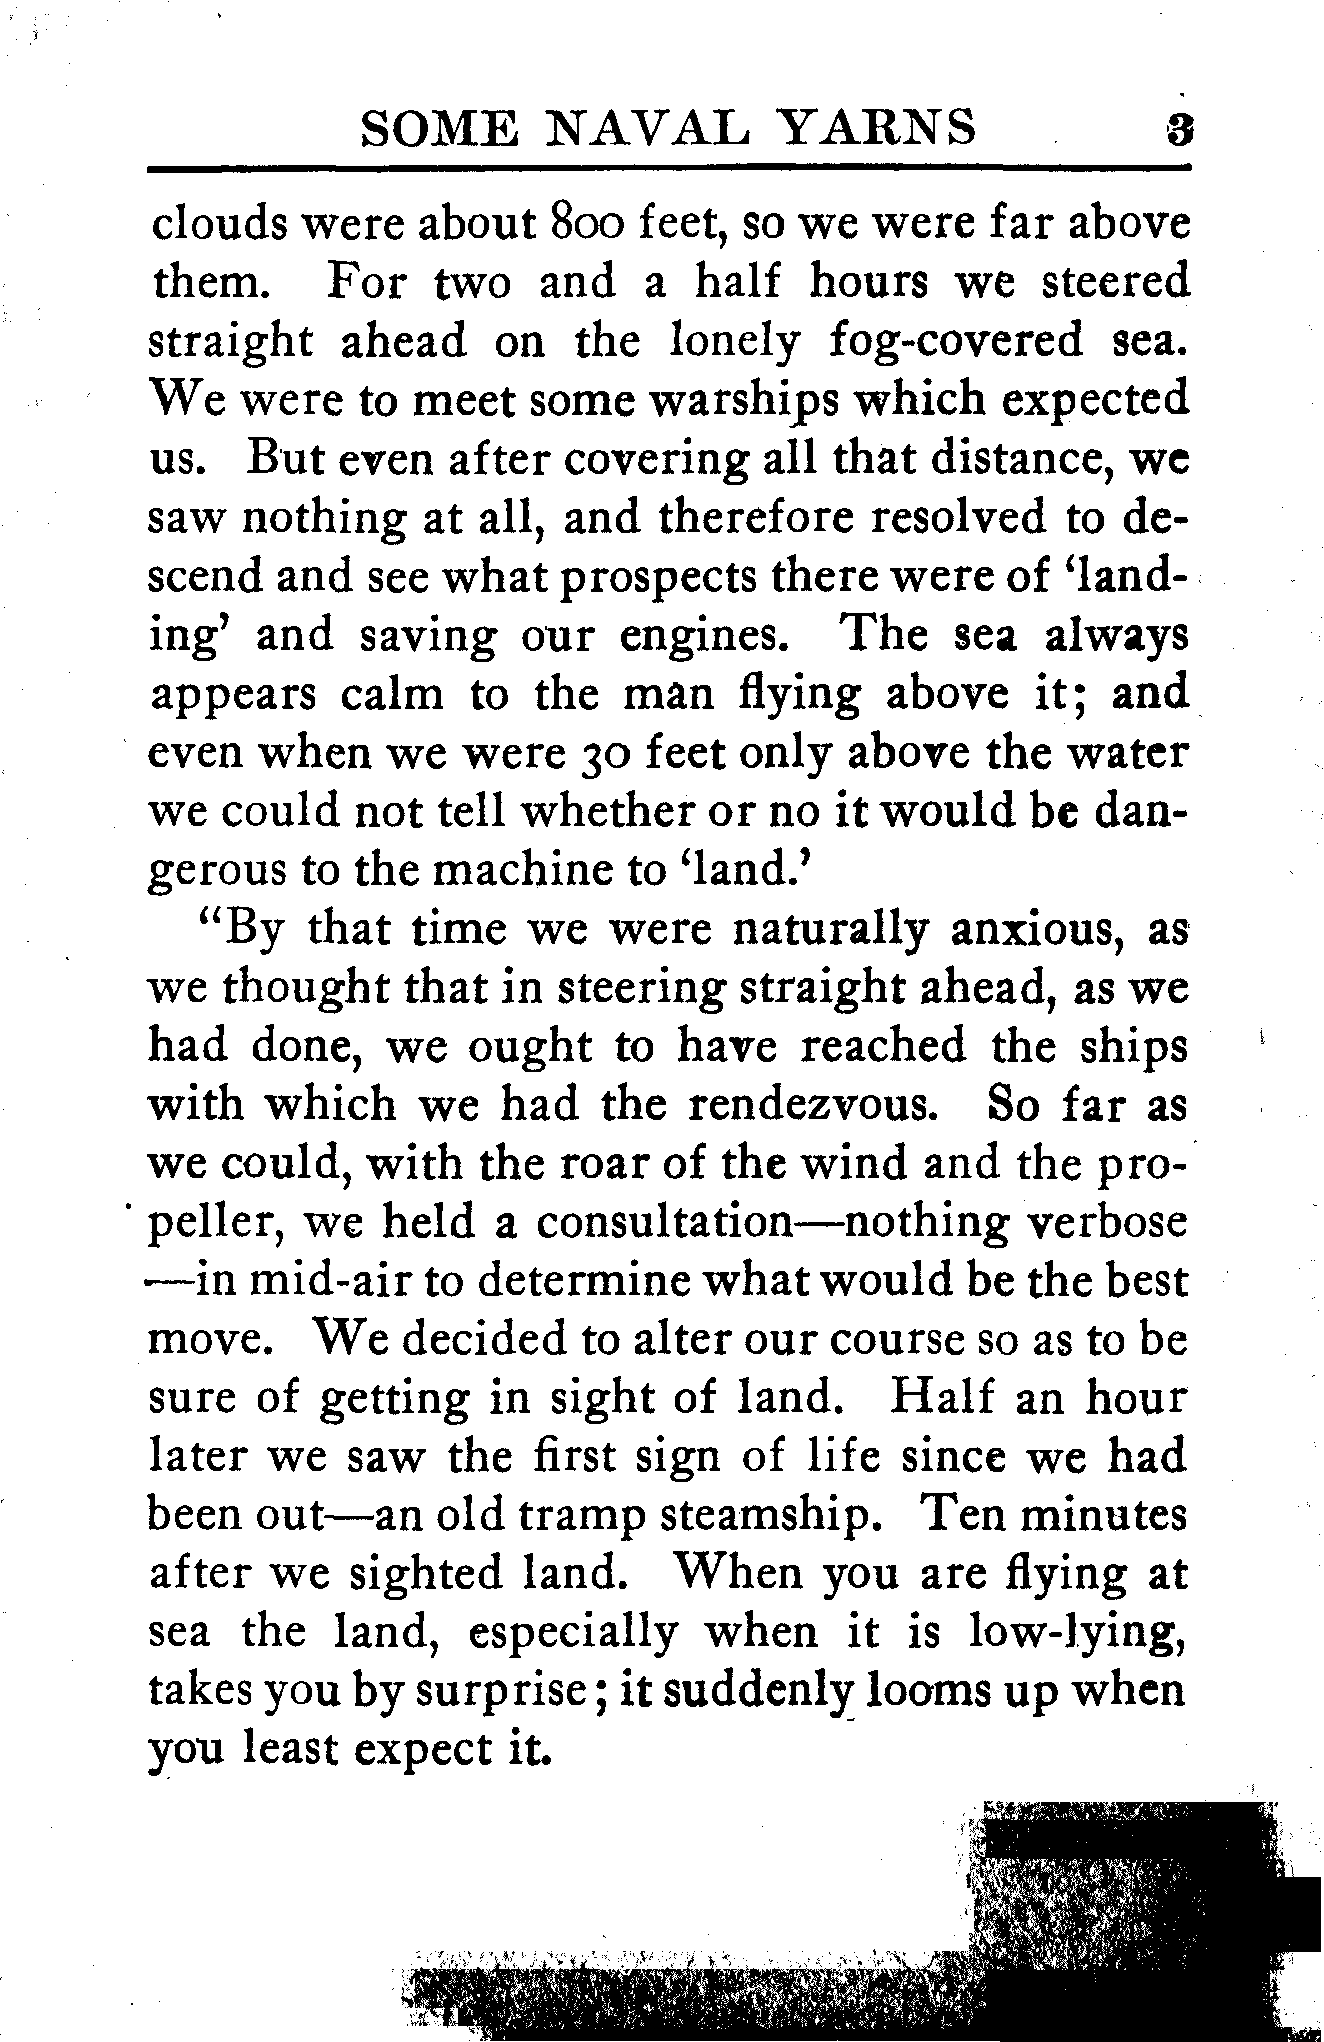 SOME NAVAL YARNS 3
clouds were about 800 feet, so we were far above
them. For two and a half hours we steered
straight ahead on the lonely fog-covered sea.
We were to meet some warships which expected
us. But even after covering all that distance, we
saw nothing at all, and therefore resolved to de-
scend and see what prospects there were of ‘land-
ing’ and saving our engines. The sea always
appears calm to the man flying above it; and
even when we were 30 feet only above the water
we could not tell whether or no it would be dan-
gerous to the machine to ‘land.’
“By that time we were naturally anxious, as
we thought that in steering straight ahead, as we
had done, we ought to have reached the ships
with which we had the rendezvous. So far as
we could, with the roar of the wind and the pro-
peller, we held a consultation—nothing verbose
—in mid-air to determine what would be the best
move. We decided to alter our course so as to be
sure of getting in sight of land. Half an hour
later we saw the first sign of life since we had
been out—an old tramp steamship. Ten minutes
after we sighted land. When you are flying at
sea the land, especially when it is low-lying,
takes you by surprise; it suddenly looms up when
you least expect it.